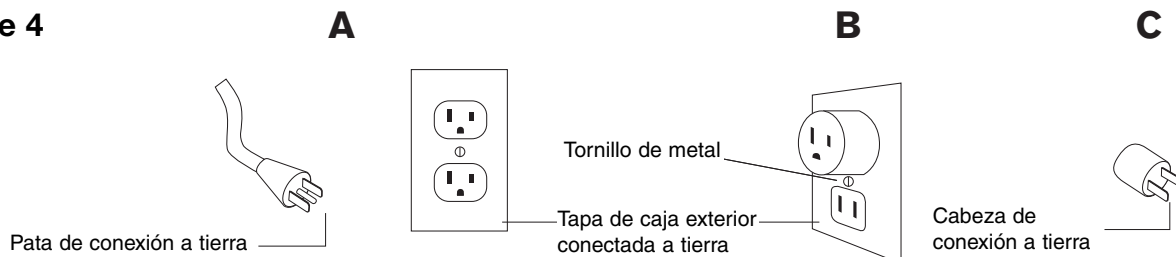 e 4
A
B
C
Tornillo de metal
Tapa de caja exterior
conectada a tierra
Pata de conexión a tierra
Cabeza de
conexión a tierra